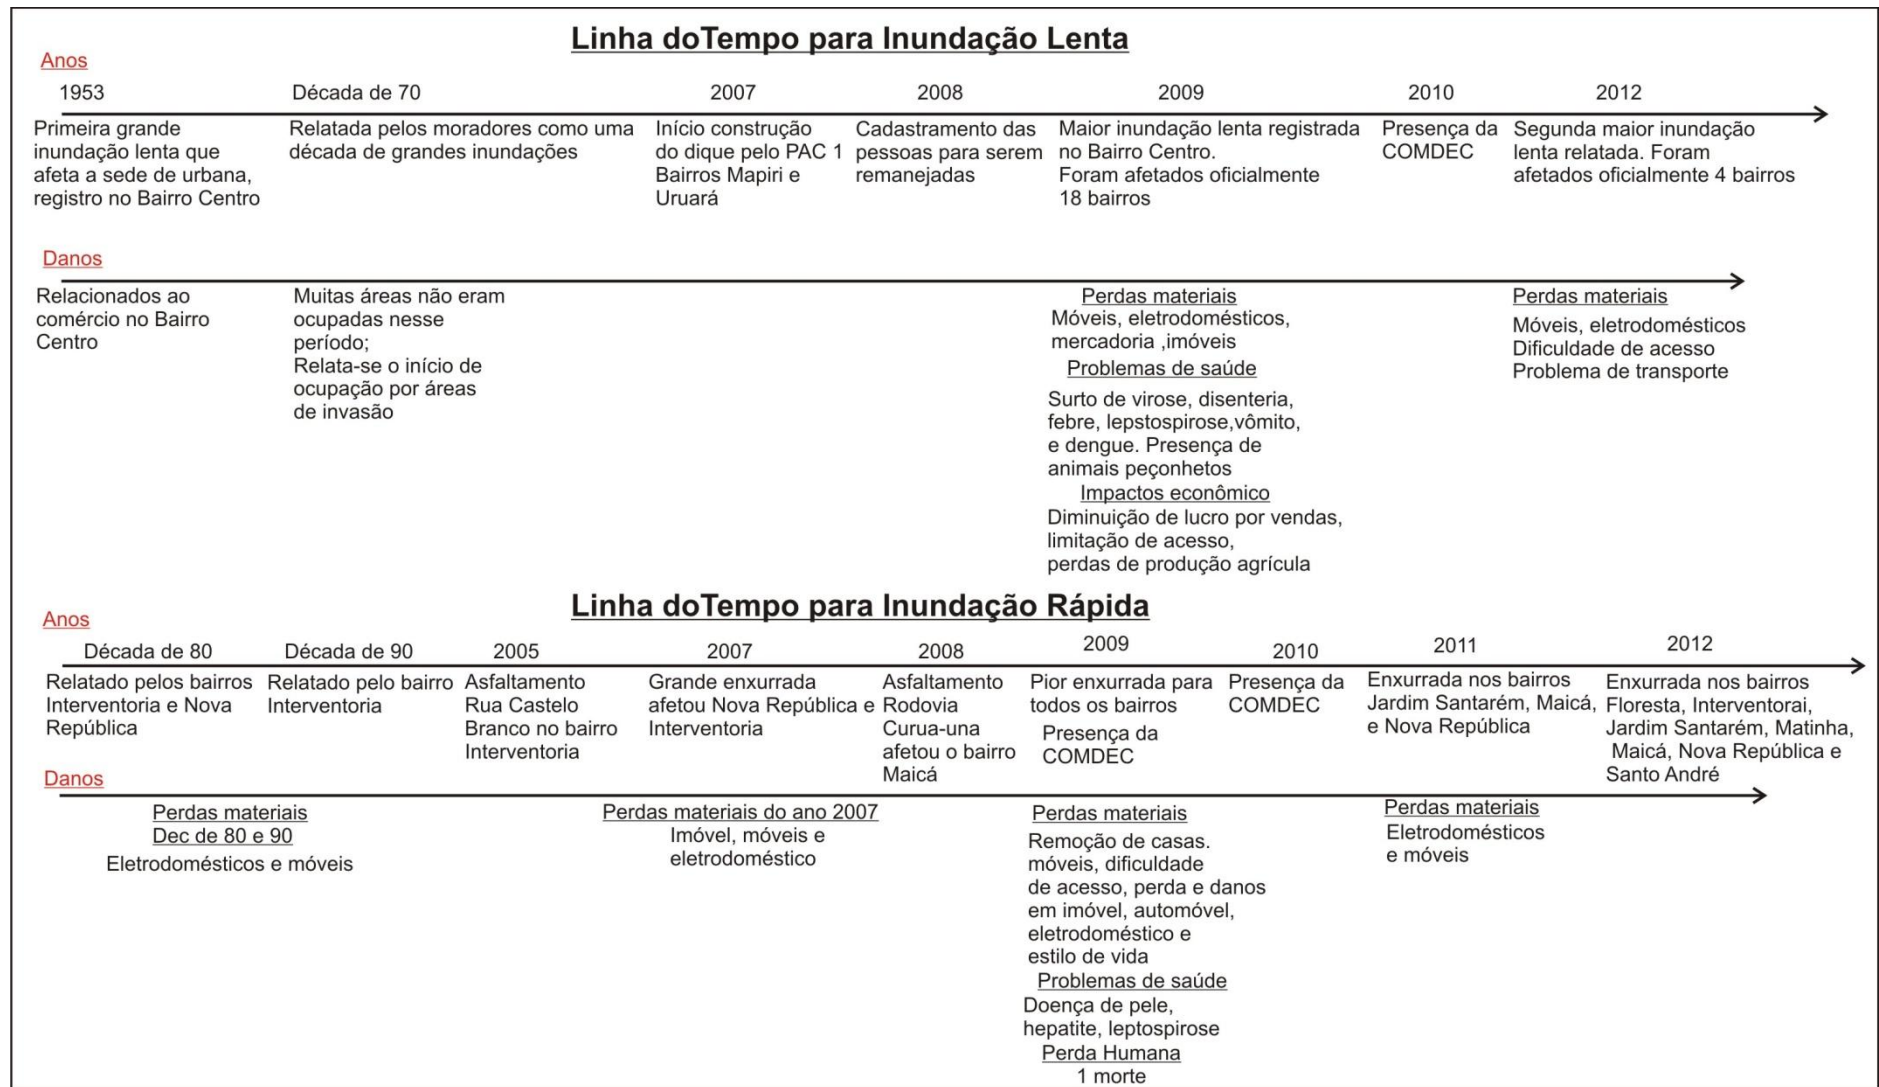 Linha doTempo para Inundação Lenta
Anos
1953
Década de 70
2007
2008
2009
2010
2012
Primeira grande
inundação lenta que
afeta a sede de urbana,
registro no Bairro Centro
Relatada pelos moradores como uma
década de grandes inundações
Início construção
do dique pelo PAC 1
Bairros Mapiri e
Uruará
Cadastramento das
pessoas para serem
remanejadas
Maior inundação lenta registrada
no Bairro Centro.
Foram afetados oficialmente
18 bairros
Presença da
COMDEC
Segunda maior inundação
lenta relatada. Foram
afetados oficialmente 4 bairros
Danos
Relacionados ao
comércio no Bairro
Centro
Muitas áreas não eram
ocupadas nesse
período;
Relata-se o início de
ocupação por áreas
de invasão
Perdas materiais
Móveis, eletrodomésticos,
mercadoria ,imóveis
Problemas de saúde
Surto de virose, disenteria,
febre, lepstospirose,vômito,
e dengue. Presença de
animais peçonhetos
Impactos econômico
Diminuição de lucro por vendas,
limitação de acesso,
perdas de produção agrícula
Perdas materiais
Móveis, eletrodomésticos
Dificuldade de acesso
Problema de transporte
Linha doTempo para Inundação Rápida
Anos
Década de 80
Década de 90
2005
2007
2008
2009
2010
2011
2012
Relatado pelos bairros
Interventoria e Nova
República
Relatado pelo bairro
Interventoria
Asfaltamento
Rua Castelo
Branco no bairro
Interventoria
Grande enxurrada
afetou Nova República e
Interventoria
Asfaltamento
Rodovia
Curua-una
afetou o bairro
Maicá
Pior enxurrada para
todos os bairros
Presença da
COMDEC
Presença da
COMDEC
Enxurrada nos bairros
Jardim Santarém, Maicá,
e Nova República
Enxurrada nos bairros
Floresta, Interventorai,
Jardim Santarém, Matinha,
Maicá, Nova República e
Santo André
Danos
Perdas materiais
Dec de 80 e 90
Eletrodomésticos e móveis
Perdas materiais do ano 2007
Imóvel, móveis e
eletrodoméstico
Perdas materiais
Remoção de casas.
móveis, dificuldade
de acesso, perda e danos
em imóvel, automóvel,
eletrodoméstico e
estilo de vida
Problemas de saúde
Doença de pele,
hepatite, leptospirose
Perda Humana
1 morte
Perdas materiais
Eletrodomésticos
e móveis